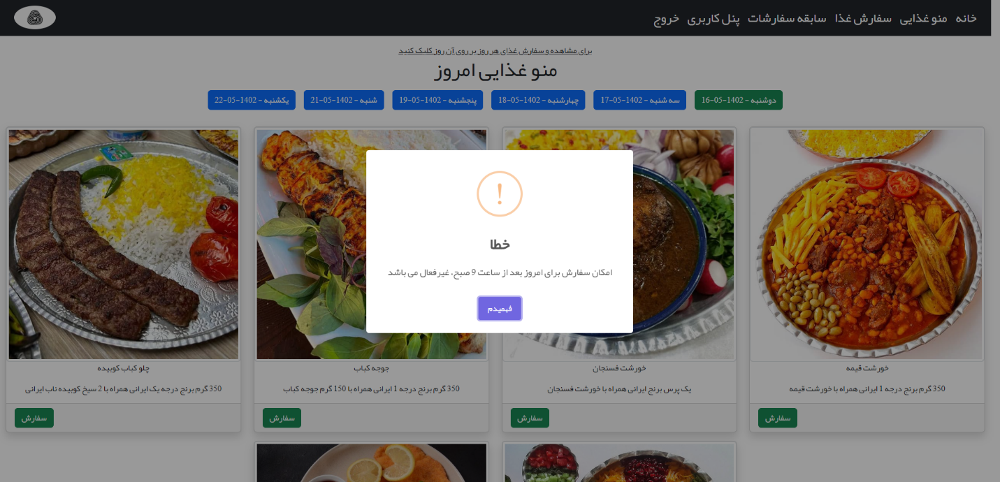 خانه
منو غذایی
سفارش غذا
سابقه سفارشات
پنل کاربری
خروج
برای مشاهده و سفارش غذای هر روز بر روی آن روز کلیک کنید
منو غذایی امروز
دوشنبه - 1402-05-16
سه شنبه - 1402-05-17
چهارشنبه - 1402-05-18
پنجشنبه - 1402-05-19
شنبه - 1402-05-21
یکشنبه - 1402-05-22
!
خطا
امکان سفارش برای امروز بعد از ساعت 9 صبح، غیرفعال می باشد
فهمیدم
خورشت قیمه
350 گرم برنج درجه 1 ایرانی همراه با خورشت قیمه
سفارش
خورشت فسنجان
یک پرس برنج ایرانی همراه با خورشت فسنجان
سفارش
جوجه کباب
350 گرم برنج درجه 1 ایرانی همراه با 150 گرم جوجه کباب
سفارش
چلو کباب کوبیده
350 گرم برنج درجه یک ایرانی همراه با 2 سیخ کوبیده ناب ایرانی
سفارش